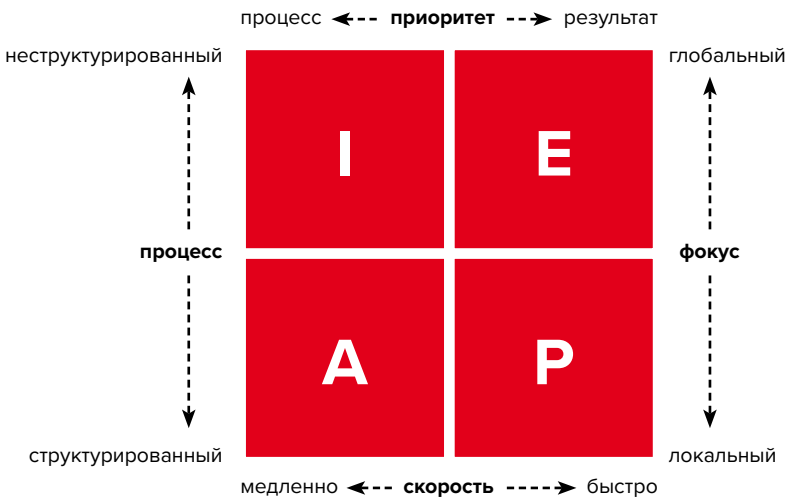 процесс приоритет результат
неструктурированный глобальный
I E
процесс фокус
A P
структурированный локальный
медленно скорость быстро